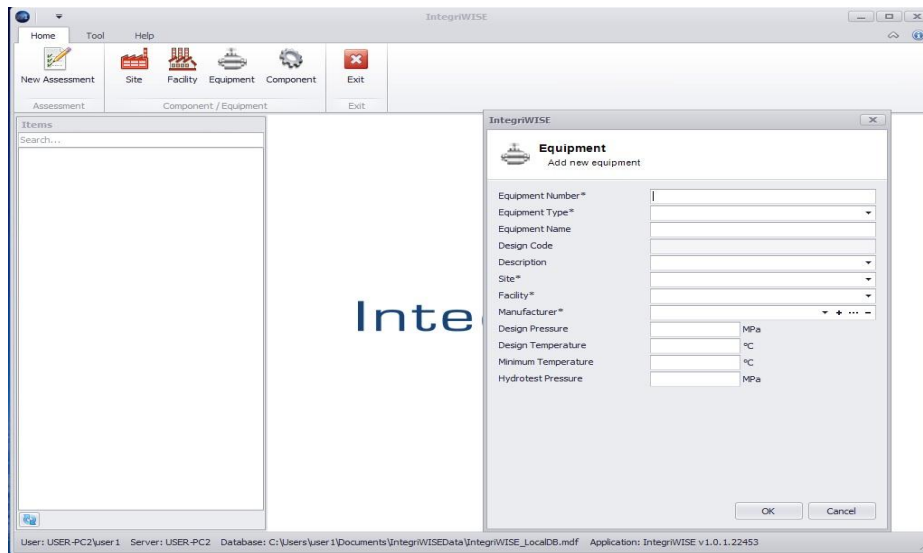 IntegriWISE
Home Tool Help
New Assessment Site Facility Equipment Component Exit
Assessment Component / Equipment Exit
Items
Search...
Inte
IntegriWISE
Equipment
Add new equipment
Equipment Number*
Equipment Type*
Equipment Name
Design Code
Description
Site*
Facility*
Manufacturer*
Design Pressure MPa
Design Temperature °C
Minimum Temperature °C
Hydrotest Pressure MPa
OK Cancel
User: USER-PC2\user1 Server: USER-PC2 Database: C:\Users\user1\Documents\IntegriWISEData\IntegriWISE_LocalDB.mdf Application: IntegriWISE v1.0.1.22453